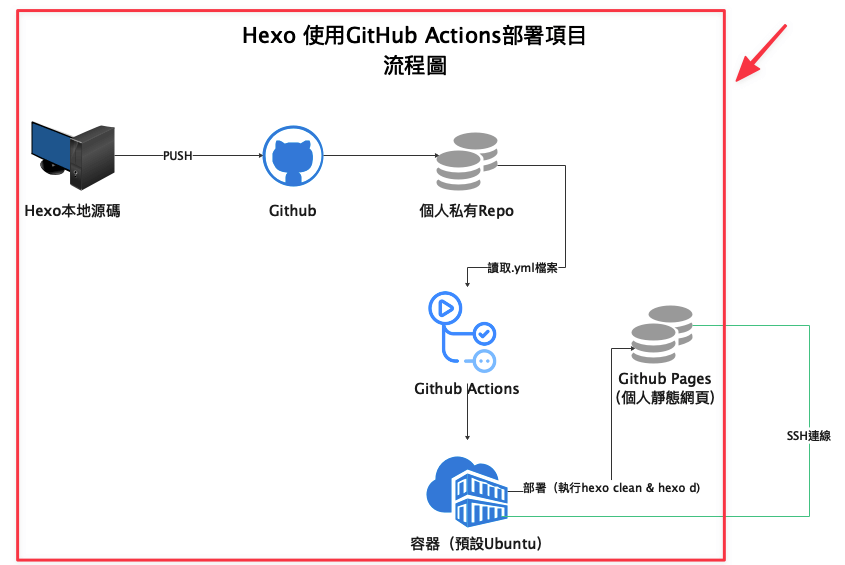 Hexo 使用GitHub Actions部署項目
流程圖
PUSH
Hexo本地源碼
Github
個人私有Repo
讀取.yml檔案
Github Actions
Github Pages
(個人靜態網頁)
SSH連線
部署（執行hexo clean & hexo d）
容器（預設Ubuntu）